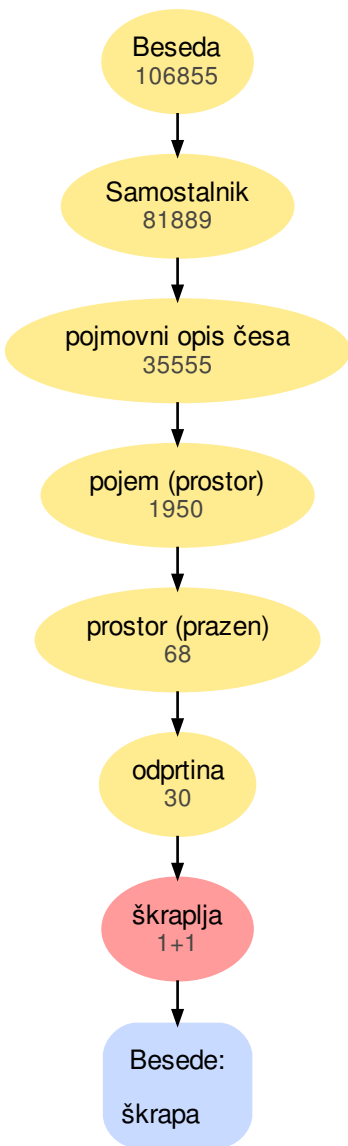 Beseda
106855
Samostalnik
81889
pojmovni opis česa
35555
pojem (prostor)
1950
prostor (prazen)
68
odprtina
30
škraplja
1+1
Besede:
škrapa